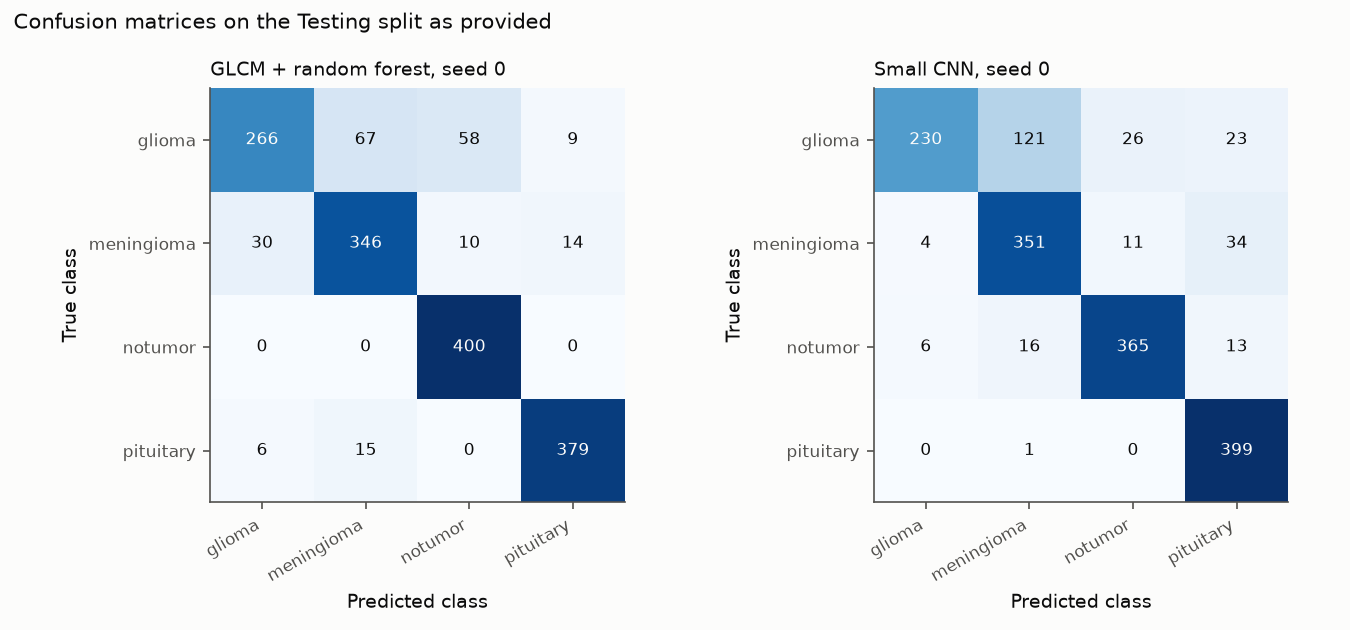 Confusion matrices on the Testing split as provided
GLCM + random forest, seed 0
True class
glioma 266 67 58 9
meningioma 30 346 10 14
notumor 0 0 400 0
pituitary 6 15 0 379
glioma meningioma notumor pituitary
Predicted class
Small CNN, seed 0
True class
glioma 230 121 26 23
meningioma 4 351 11 34
notumor 6 16 365 13
pituitary 0 1 0 399
glioma meningioma notumor pituitary
Predicted class